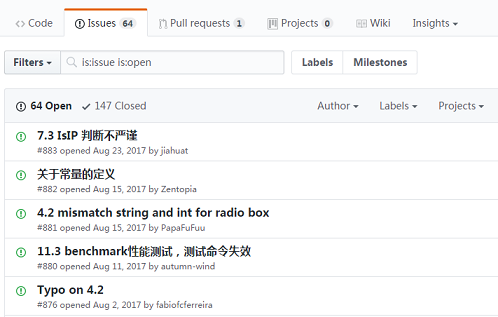 Code Issues 64 Pull requests 1 Projects 0 Wiki Insights
Filters is:issue is:open Labels Milestones
64 Open 147 Closed Author Labels Projects
7.3 IsIP 判断不严谨
#883 opened Aug 23, 2017 by jiahuat
关于常量的定义
#882 opened Aug 15, 2017 by Zentopia
4.2 mismatch string and int for radio box
#881 opened Aug 15, 2017 by PapaFuFuu
11.3 benchmark性能测试，测试命令失效
#880 opened Aug 11, 2017 by autumn-wind
Typo on 4.2
#876 opened Aug 2, 2017 by fabiofcferreira